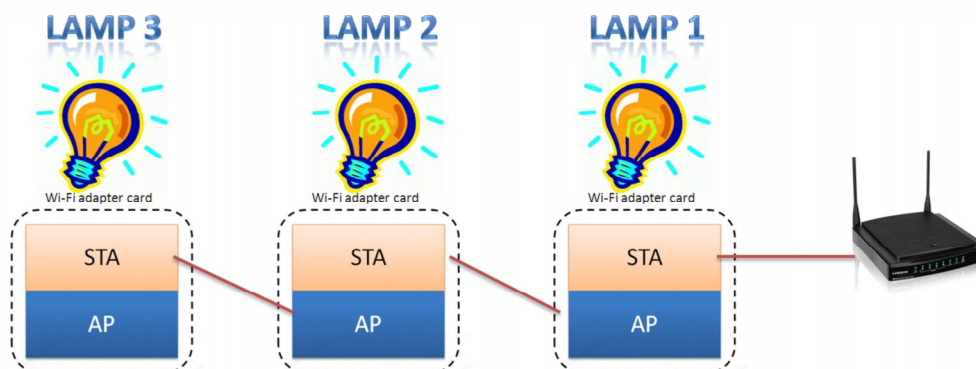 LAMP 3
LAMP 2
LAMP 1
Wi-Fi adapter card
Wi-Fi adapter card
Wi-Fi adapter card
STA
STA
STA
AP
AP
AP